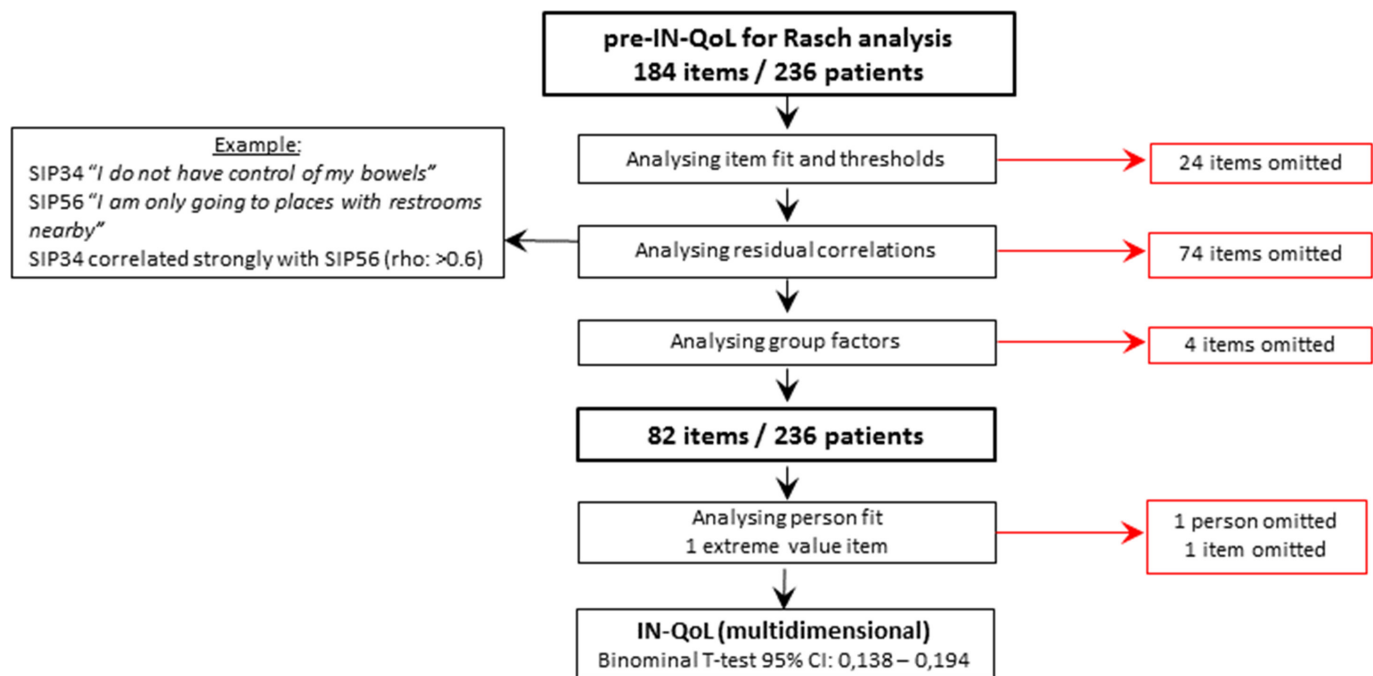 pre-IN-QoL for Rasch analysis
184 items / 236 patients
Analysing item fit and thresholds
24 items omitted
Example:
SIP34 “I do not have control of my bowels”
SIP56 “I am only going to places with restrooms
nearby”
SIP34 correlated strongly with SIP56 (rho: >0.6)
Analysing residual correlations
74 items omitted
Analysing group factors
4 items omitted
82 items / 236 patients
Analysing person fit
1 extreme value item
1 person omitted
1 item omitted
IN-QoL (multidimensional)
Binominal T-test 95% CI: 0,138 – 0,194